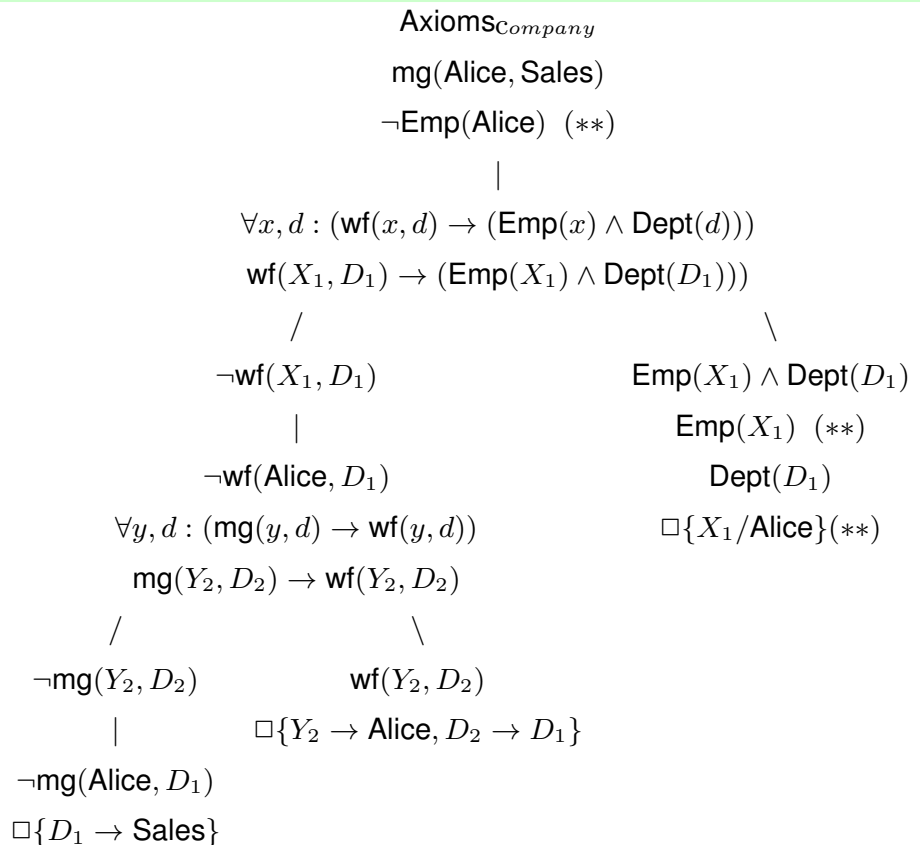 Axioms_Company
mg(Alice, Sales)
¬Emp(Alice) (∗∗)
|
∀x, d : (wf(x, d) → (Emp(x) ∧ Dept(d)))
wf(X₁, D₁) → (Emp(X₁) ∧ Dept(D₁)))
/ \
¬wf(X₁, D₁) Emp(X₁) ∧ Dept(D₁)
| Emp(X₁) (∗∗)
¬wf(Alice, D₁) Dept(D₁)
∀y, d : (mg(y, d) → wf(y, d)) □{X₁/Alice}(∗∗)
mg(Y₂, D₂) → wf(Y₂, D₂)
/ \
¬mg(Y₂, D₂) wf(Y₂, D₂)
| □{Y₂ → Alice, D₂ → D₁}
¬mg(Alice, D₁)
□{D₁ → Sales}